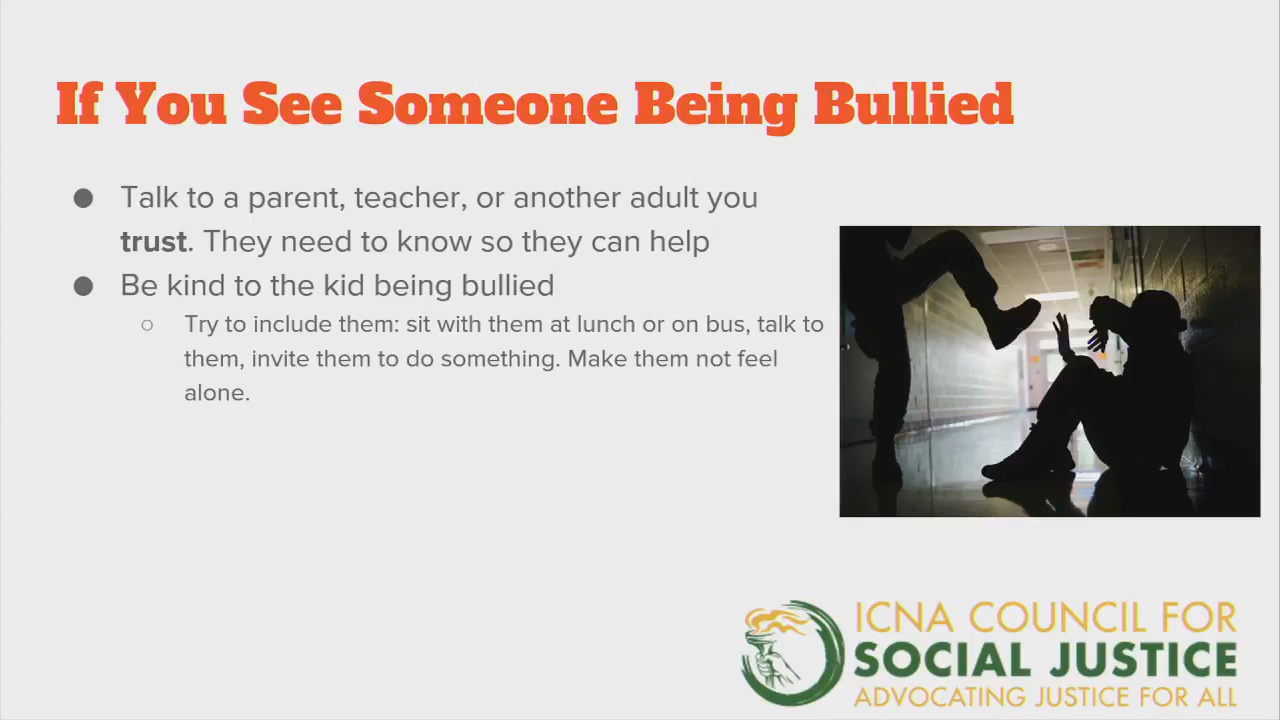 If You See Someone Being Bullied
● Talk to a parent, teacher, or another adult you
trust. They need to know so they can help
● Be kind to the kid being bullied
○ Try to include them: sit with them at lunch or on bus, talk to
them, invite them to do something. Make them not feel
alone.
ICNA COUNCIL FOR
SOCIAL JUSTICE
ADVOCATING JUSTICE FOR ALL